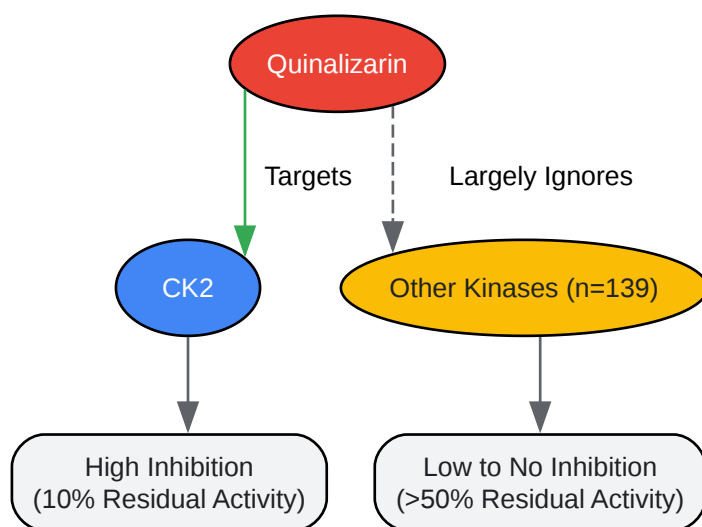 Quinalizarin
Targets
Largely Ignores
CK2
Other Kinases (n=139)
High Inhibition
(10% Residual Activity)
Low to No Inhibition
(>50% Residual Activity)